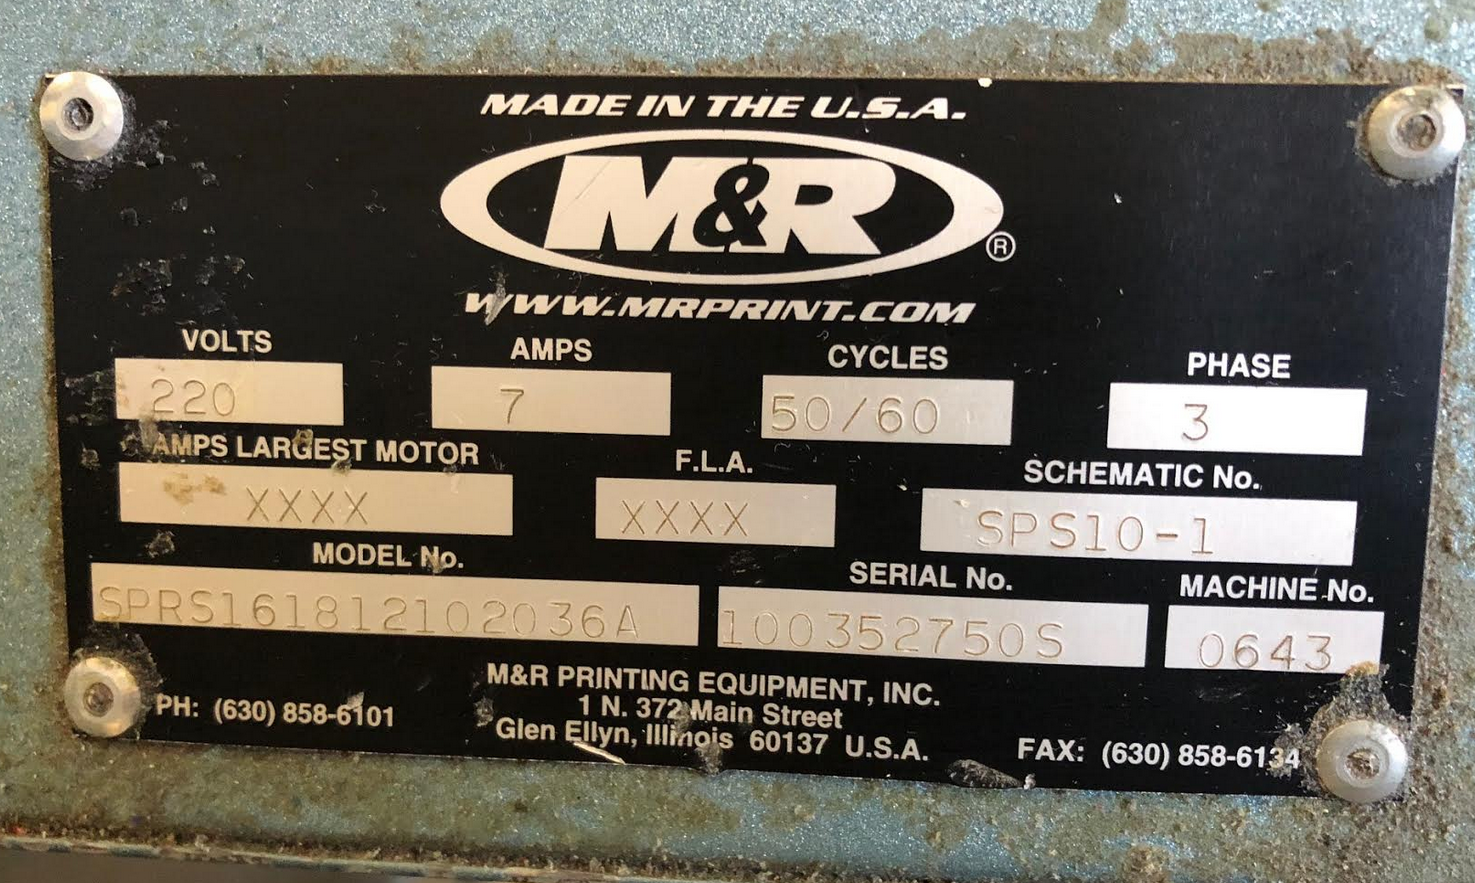 MADE IN THE U.S.A.
M&R®
WWW.MRPRINT.COM
VOLTS AMPS CYCLES PHASE
220 7 50/60 3
AMPS LARGEST MOTOR F.L.A. SCHEMATIC No.
XXXX XXXX SPS10-1
MODEL No. SERIAL No. MACHINE No.
SPRS161812102036A 100352750S 0643
M&R PRINTING EQUIPMENT, INC.
1 N. 372 Main Street
Glen Ellyn, Illinois 60137 U.S.A.
PH: (630) 858-6101 FAX: (630) 858-6134